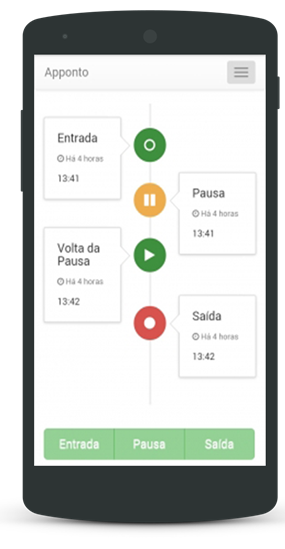 Apponto
Entrada
Há 4 horas
13:41
Pausa
Há 4 horas
13:41
Volta da
Pausa
Há 4 horas
13:42
Saída
Há 4 horas
13:42
Entrada Pausa Saída